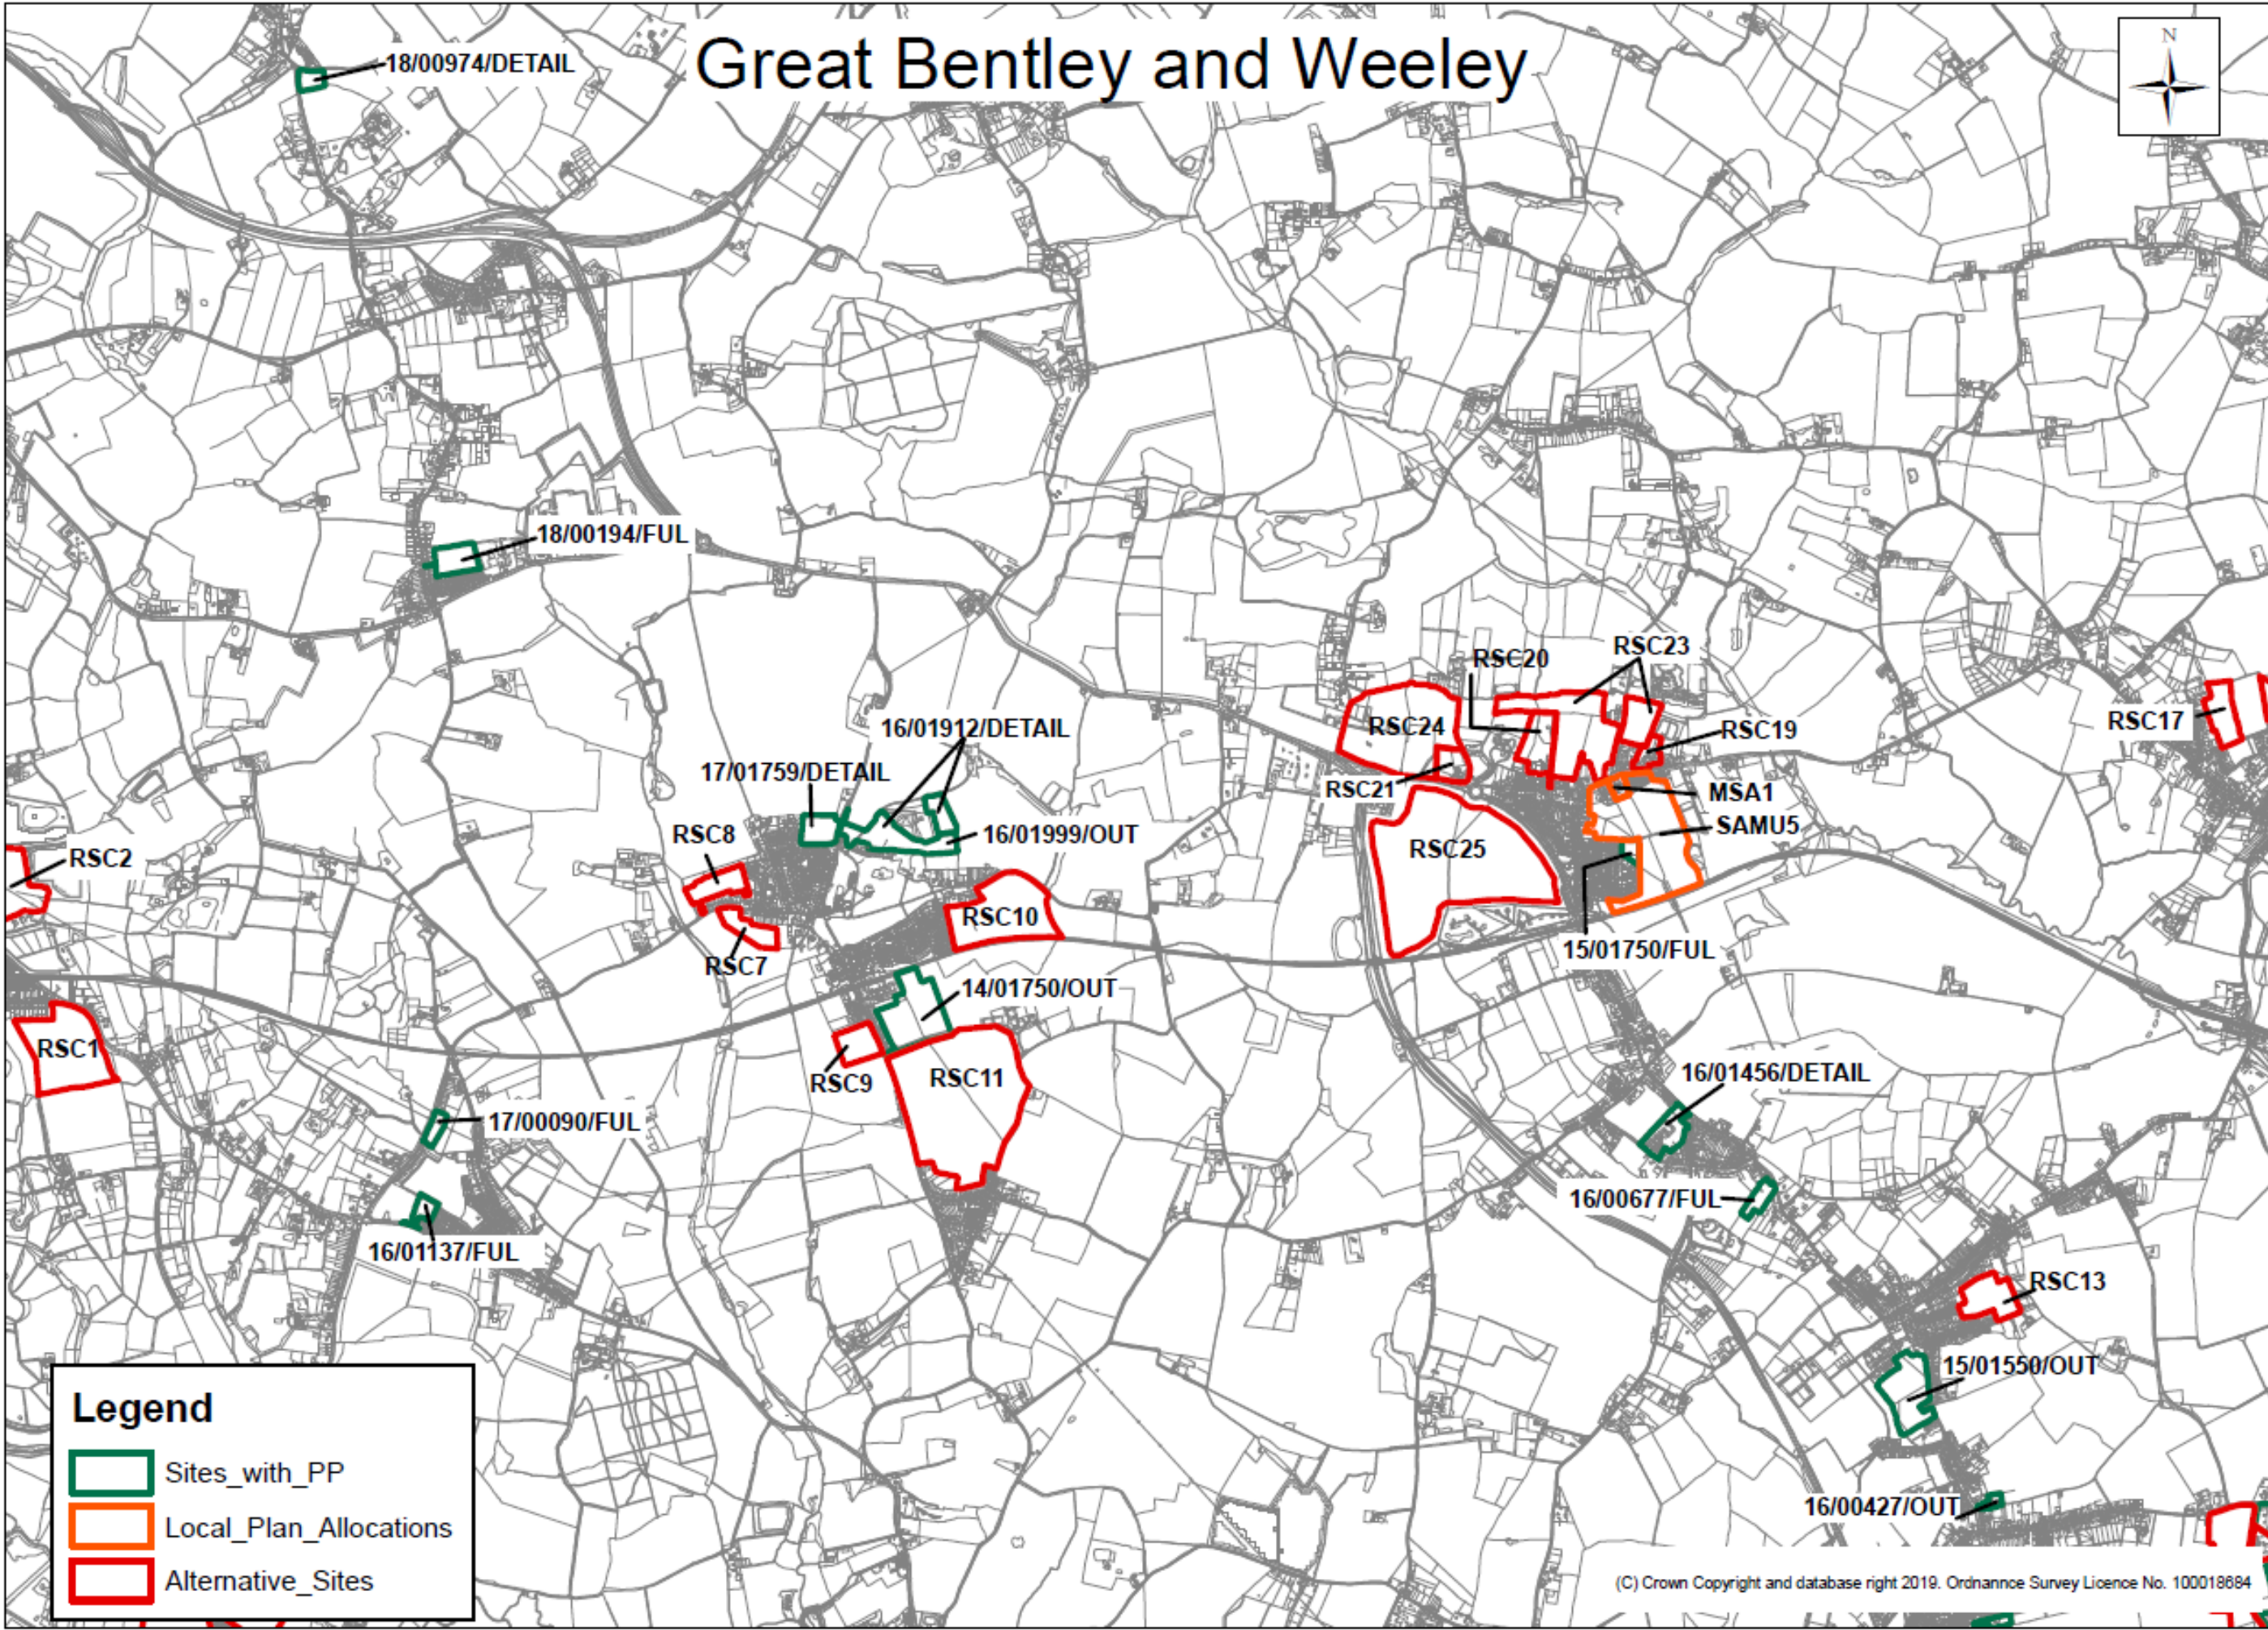 Great Bentley and Weeley
N
18/00974/DETAIL
18/00194/FUL
RSC23
RSC20
RSC24
RSC19
RSC17
16/01912/DETAIL
17/01759/DETAIL
RSC21
MSA1
SAMU5
RSC8
16/01999/OUT
RSC25
RSC2
RSC10
15/01750/FUL
RSC7
14/01750/OUT
RSC1
RSC9
RSC11
16/01456/DETAIL
17/00090/FUL
16/00677/FUL
16/01137/FUL
RSC13
15/01550/OUT
16/00427/OUT
Legend
Sites_with_PP
Local_Plan_Allocations
Alternative_Sites
(C) Crown Copyright and database right 2019. Ordnannce Survey Licence No. 100018684